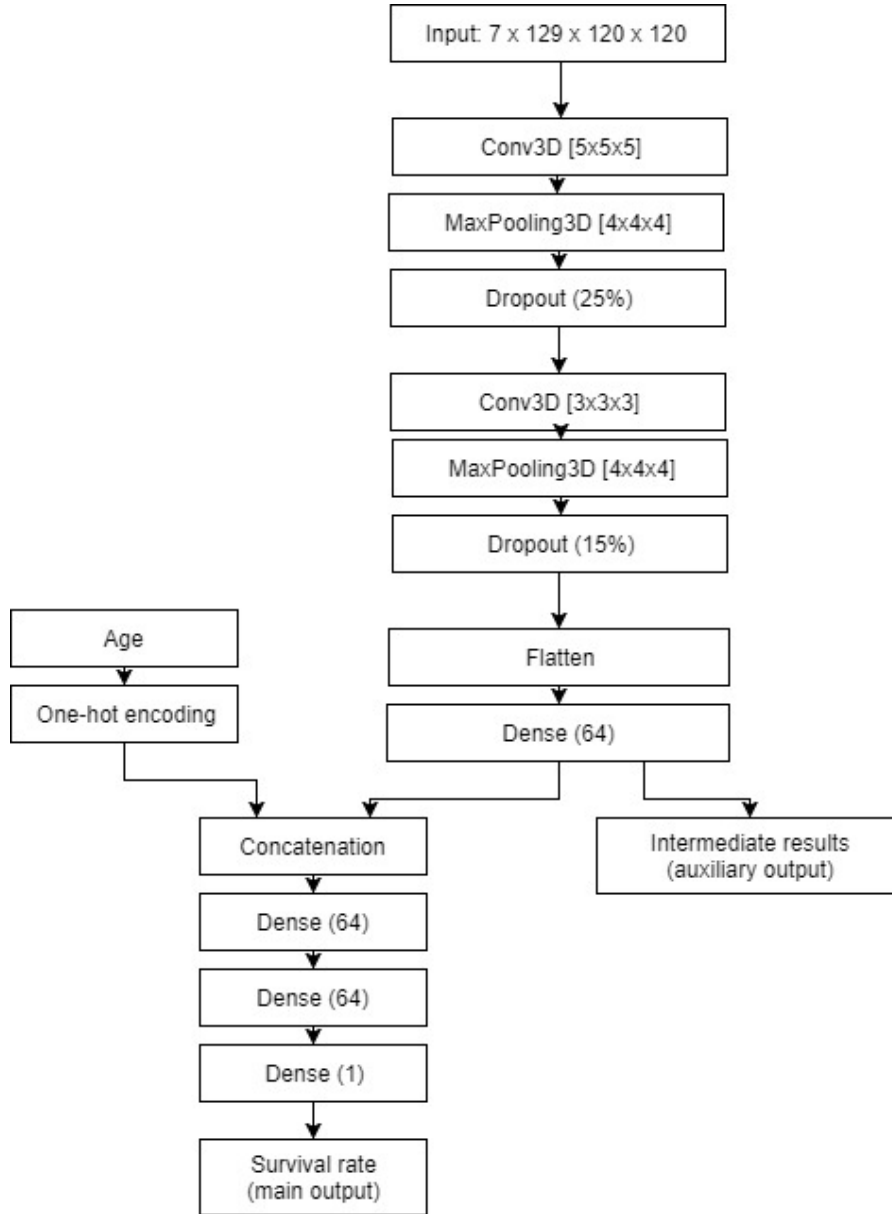 Input: 7 x 129 x 120 x 120
Conv3D [5x5x5]
MaxPooling3D [4x4x4]
Dropout (25%)
Conv3D [3x3x3]
MaxPooling3D [4x4x4]
Dropout (15%)
Age
Flatten
One-hot encoding
Dense (64)
Concatenation
Intermediate results
(auxiliary output)
Dense (64)
Dense (64)
Dense (1)
Survival rate
(main output)